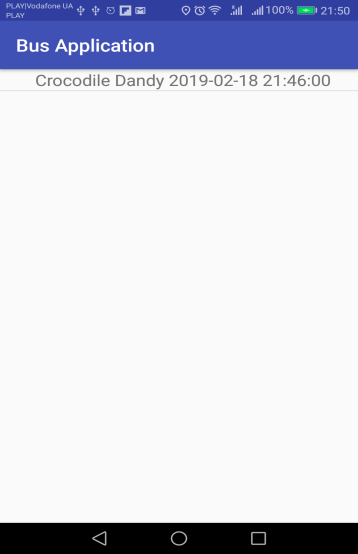 PLAY|Vodafone UA
PLAY
100% 21:50
Bus Application
Crocodile Dandy 2019-02-18 21:46:00